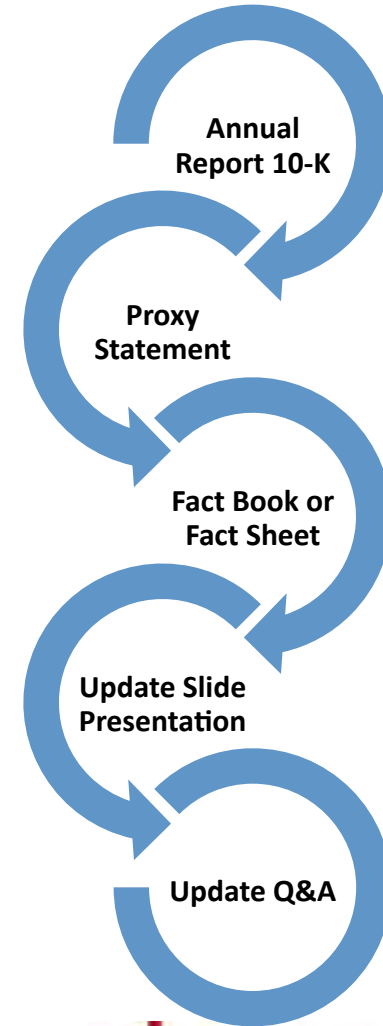 Annual
Report 10-K
Proxy
Statement
Fact Book or
Fact Sheet
Update Slide
Presentation
Update Q&A